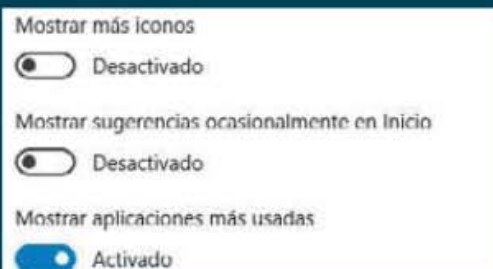 Mostrar más iconos
Desactivado
Mostrar sugerencias ocasionalmente en Inicio
Desactivado
Mostrar aplicaciones más usadas
Activado